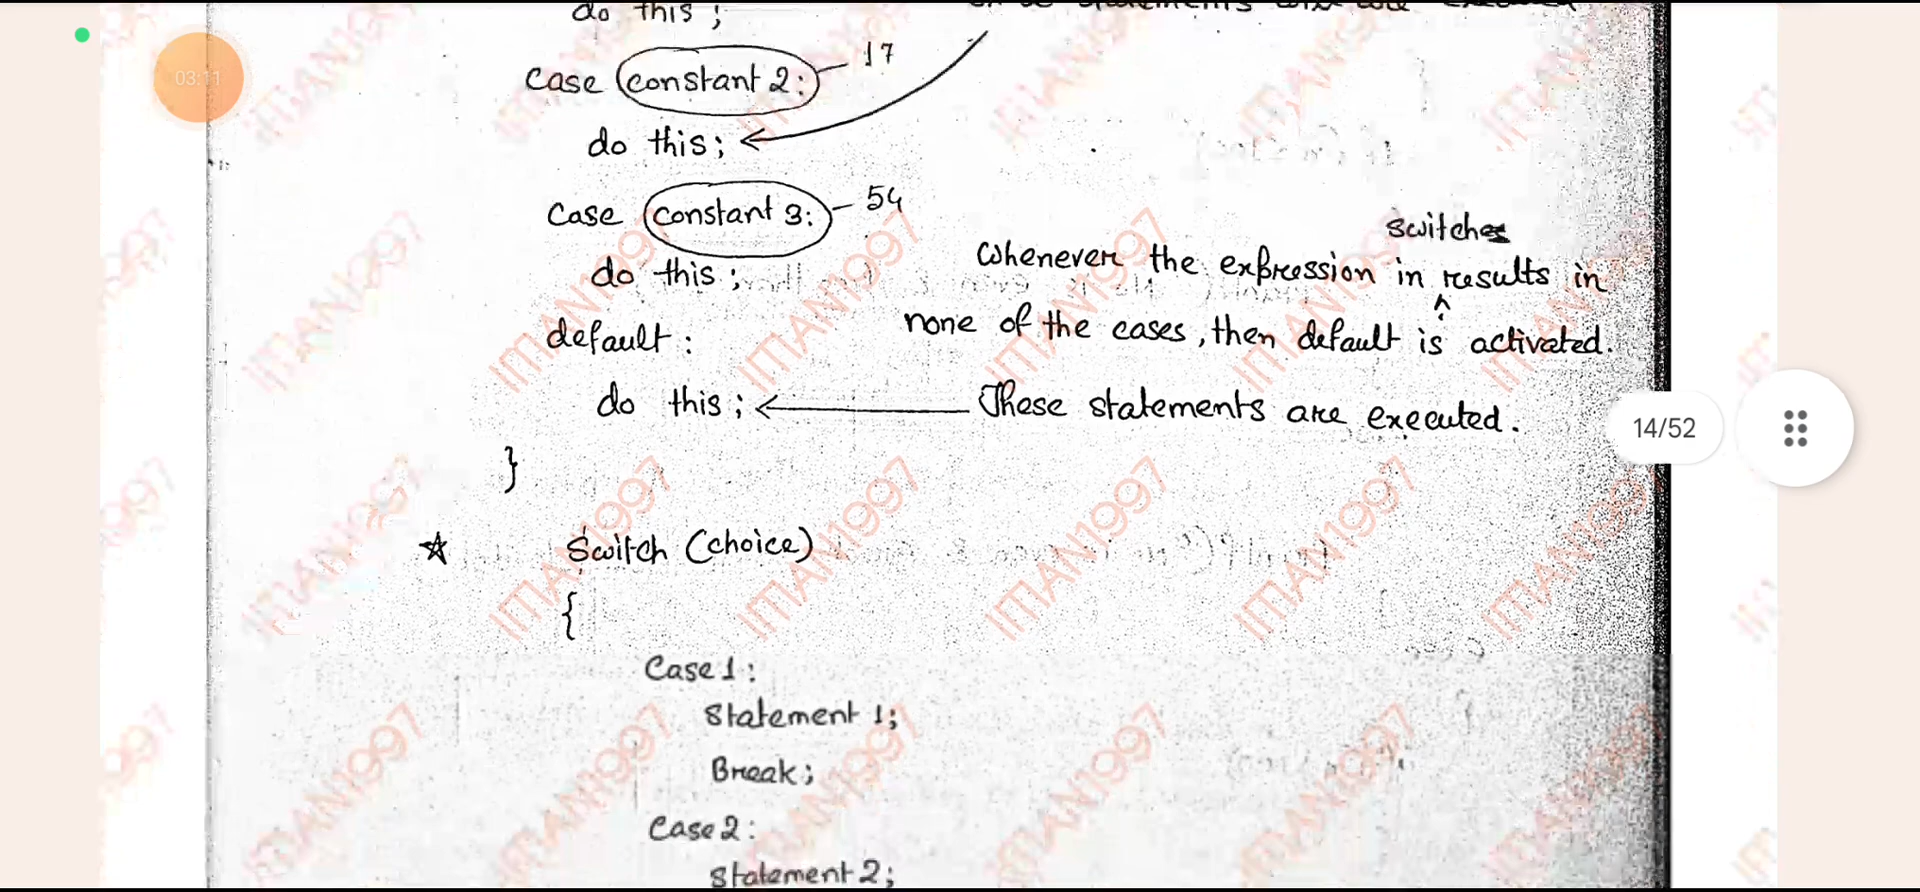 do this;
03:11
case constant 2: 17
do this;
case constant 3: 54
do this;
switches
Whenever the expression in ^ results in
default: none of the cases, then default is activated.
do this; These statements are executed.
14/52
}
☆ Switch (choice)
{
Case 1:
Statement 1;
Break;
Case 2:
Statement 2;
IMAN1997